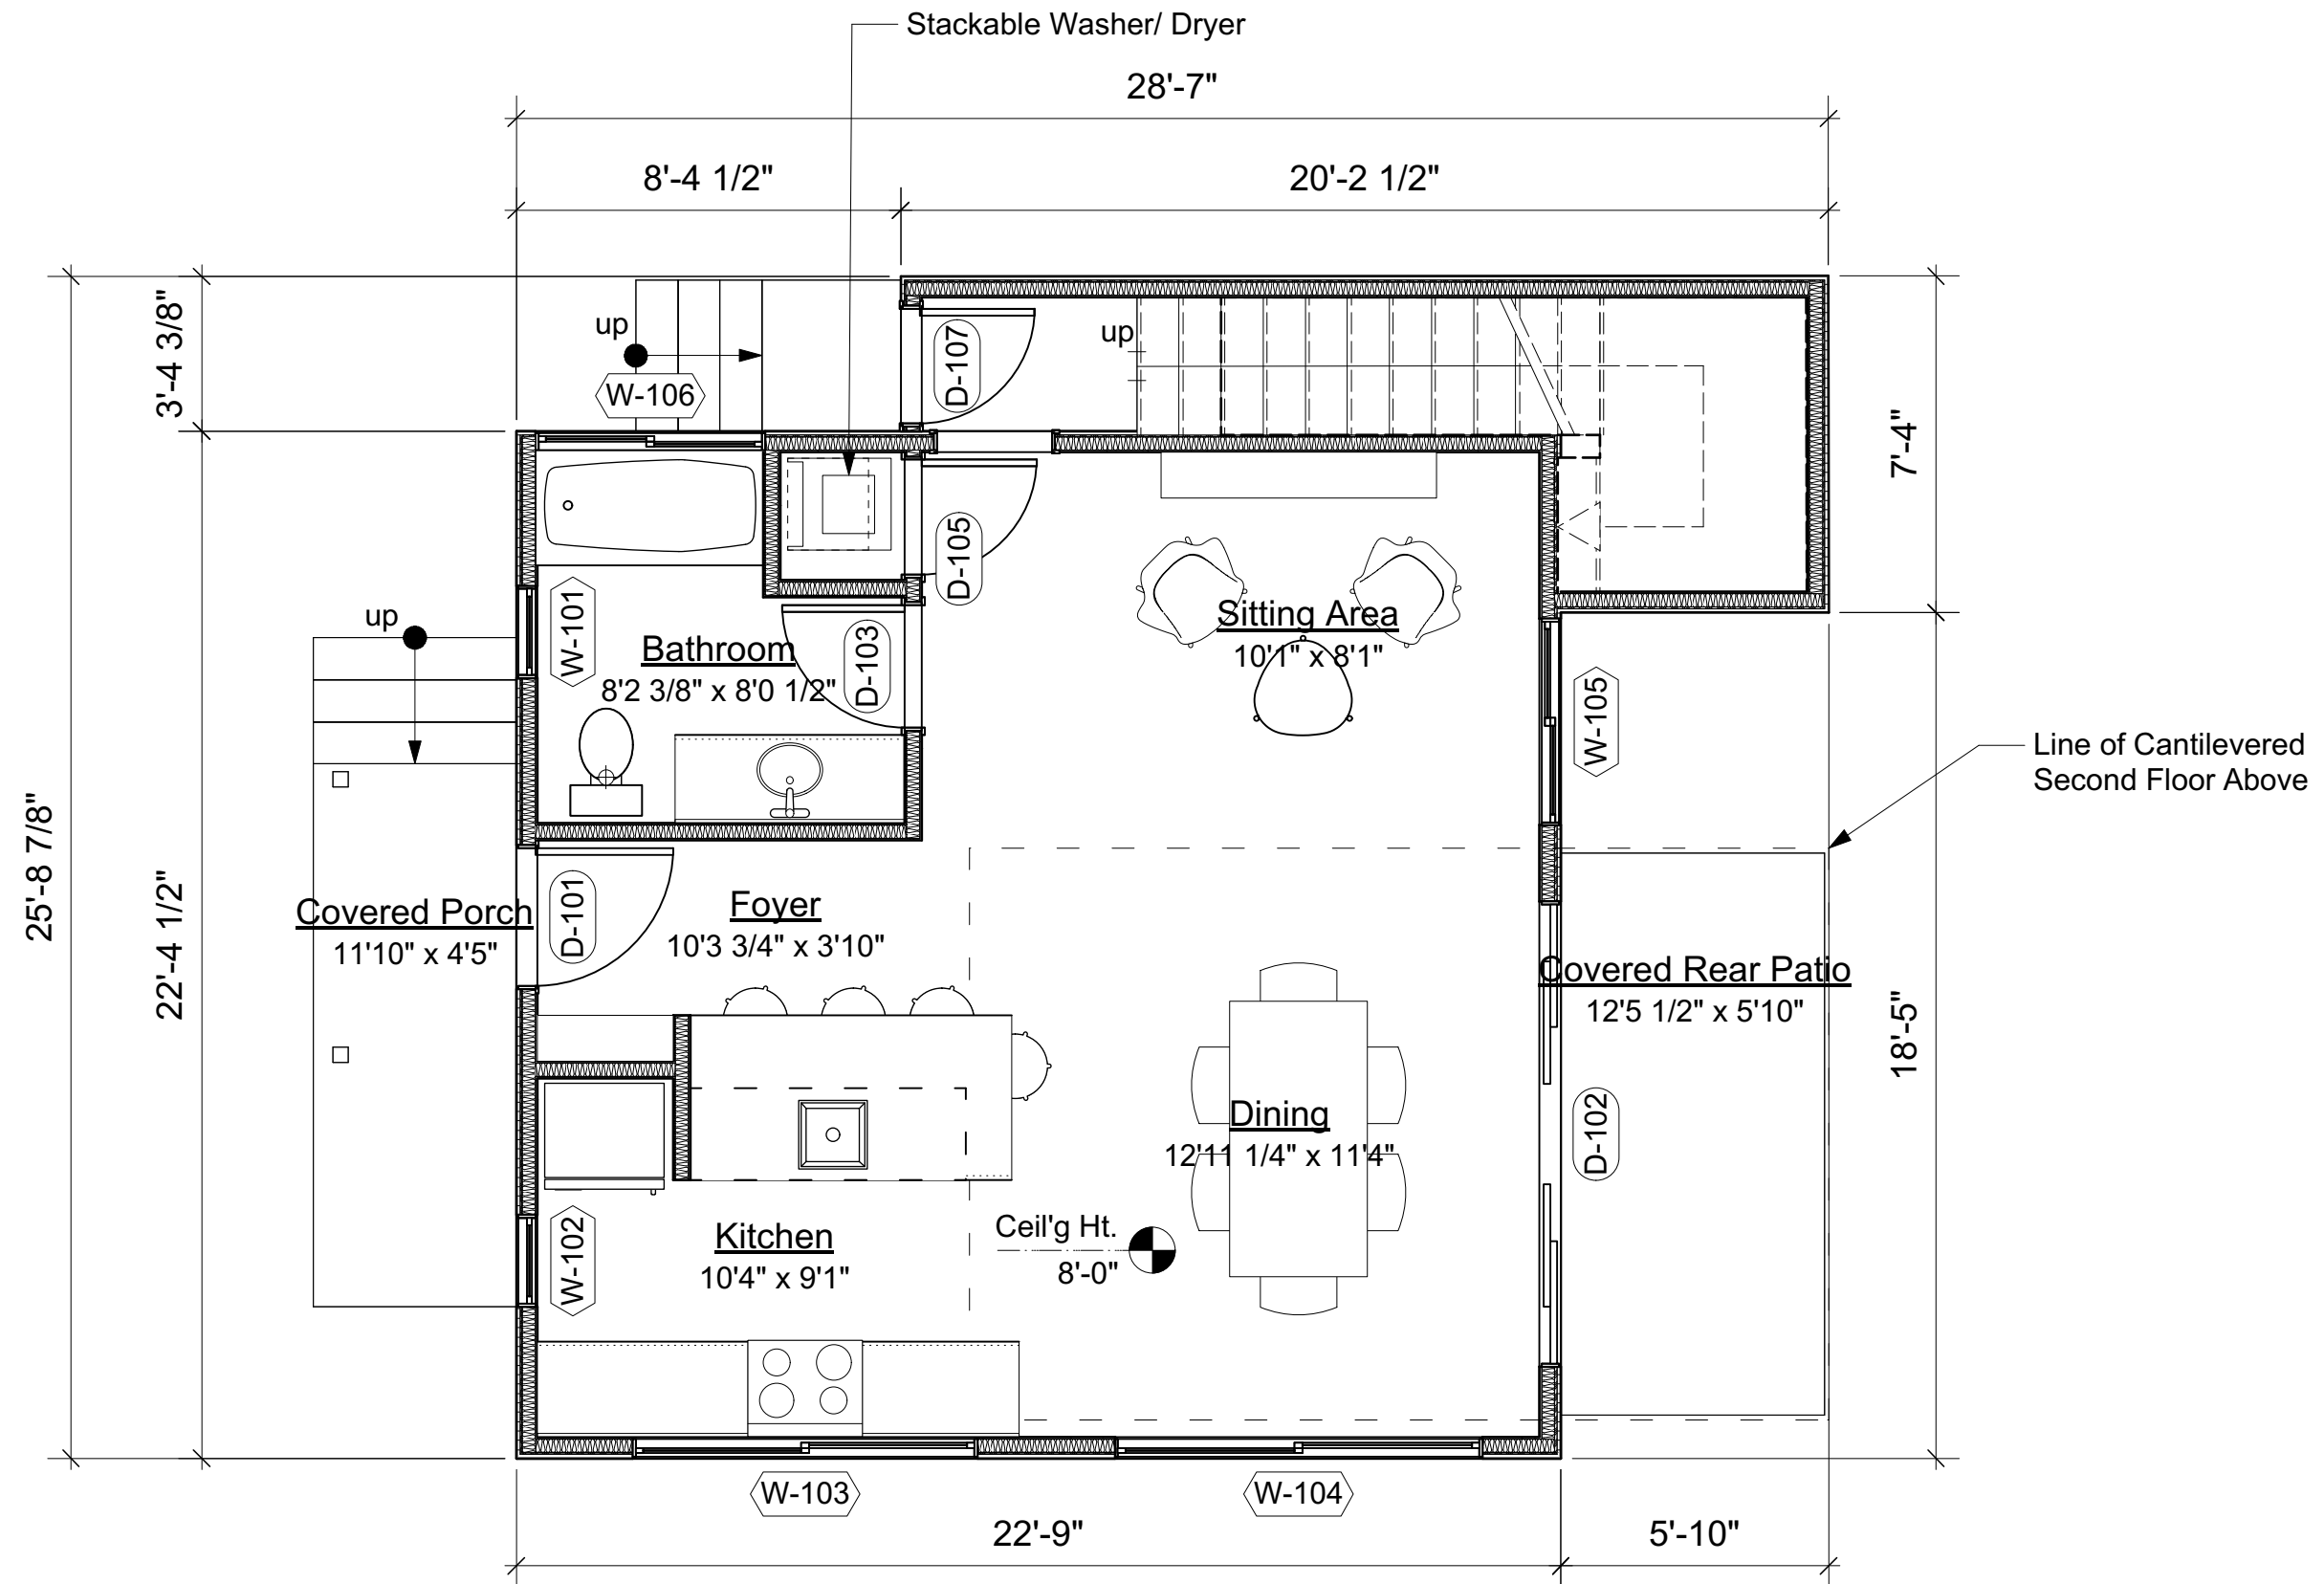 Stackable Washer/ Dryer
28'-7"
8'-4 1/2"
20'-2 1/2"
3'-4 3/8"
up
W-106
D-107
up
7'-4"
D-105
W-101
up
Bathroom
8'2 3/8" x 8'0 1/2"
D-103
Sitting Area
10'1" x 8'1"
W-105
Line of Cantilevered
Second Floor Above
25'-8 7/8"
22'-4 1/2"
Covered Porch
11'10" x 4'5"
D-101
Foyer
10'3 3/4" x 3'10"
Covered Rear Patio
12'5 1/2" x 5'10"
18'-5"
Dining
12'11 1/4" x 11'4"
D-102
Kitchen
10'4" x 9'1"
W-102
Ceil'g Ht.
8'-0"
W-103
W-104
22'-9"
5'-10"